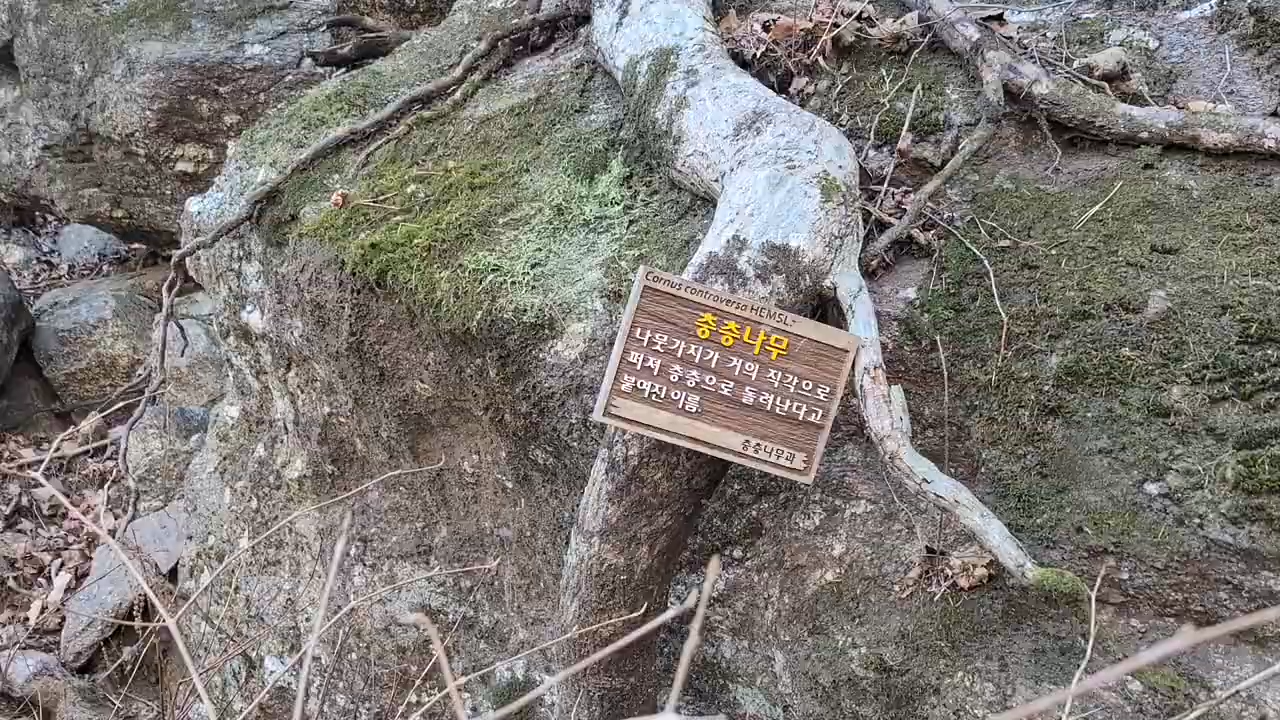 Cornus controversa HEMSL.
층층나무
나뭇가지가 거의 직각으로
퍼져 층층으로 돌려난다고
붙여진 이름.
층층나무과